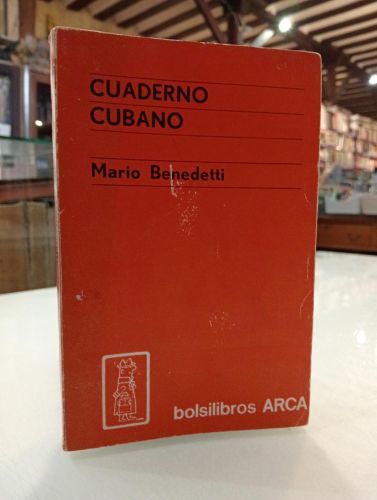 CUADERNO
CUBANO
Mario Benedetti
bolsilibros ARCA